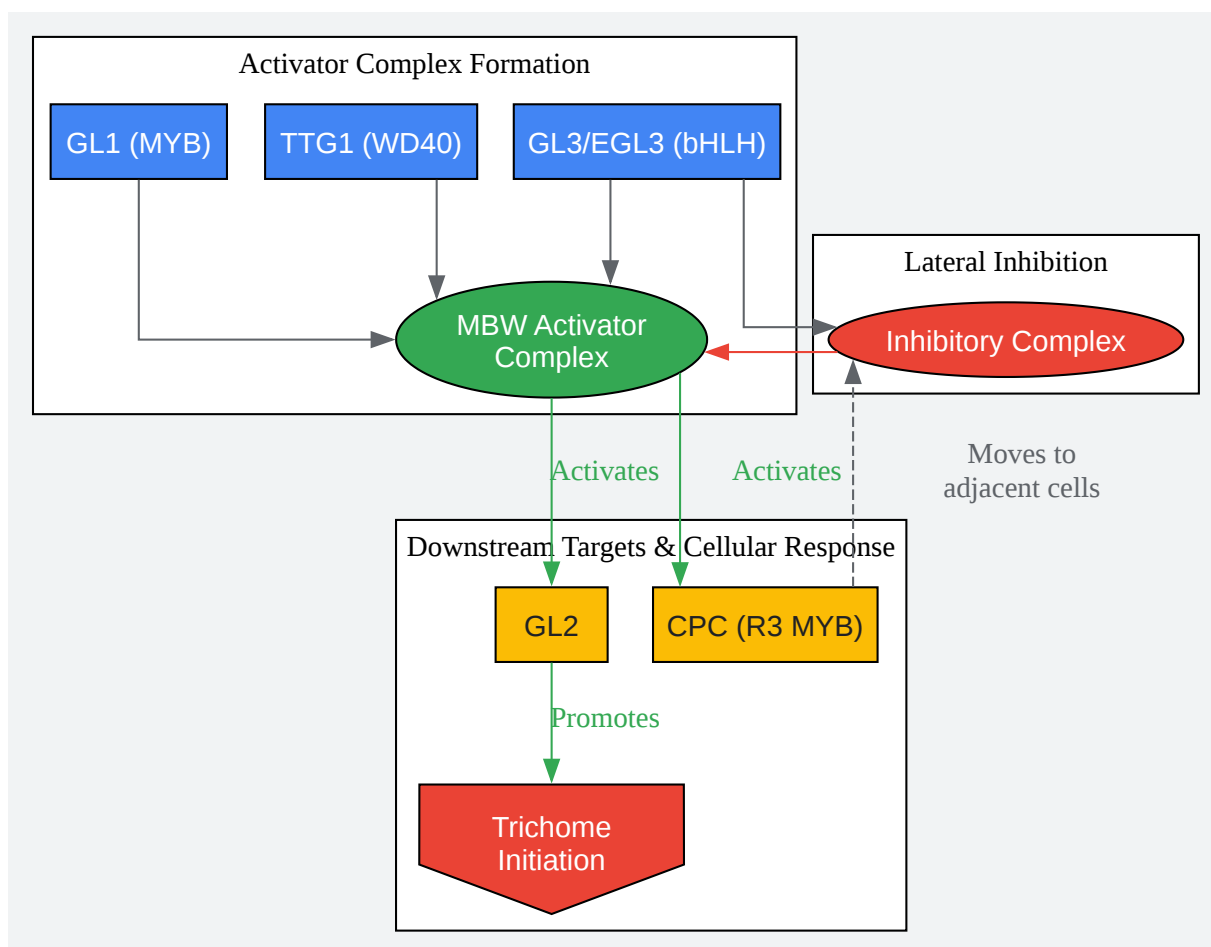 Activator Complex Formation
GL1 (MYB)
TTG1 (WD40)
GL3/EGL3 (bHLH)
Lateral Inhibition
MBW Activator
Complex
Inhibitory Complex
Activates
Activates
Moves to
adjacent cells
Downstream Targets & Cellular Response
GL2
CPC (R3 MYB)
Promotes
Trichome
Initiation